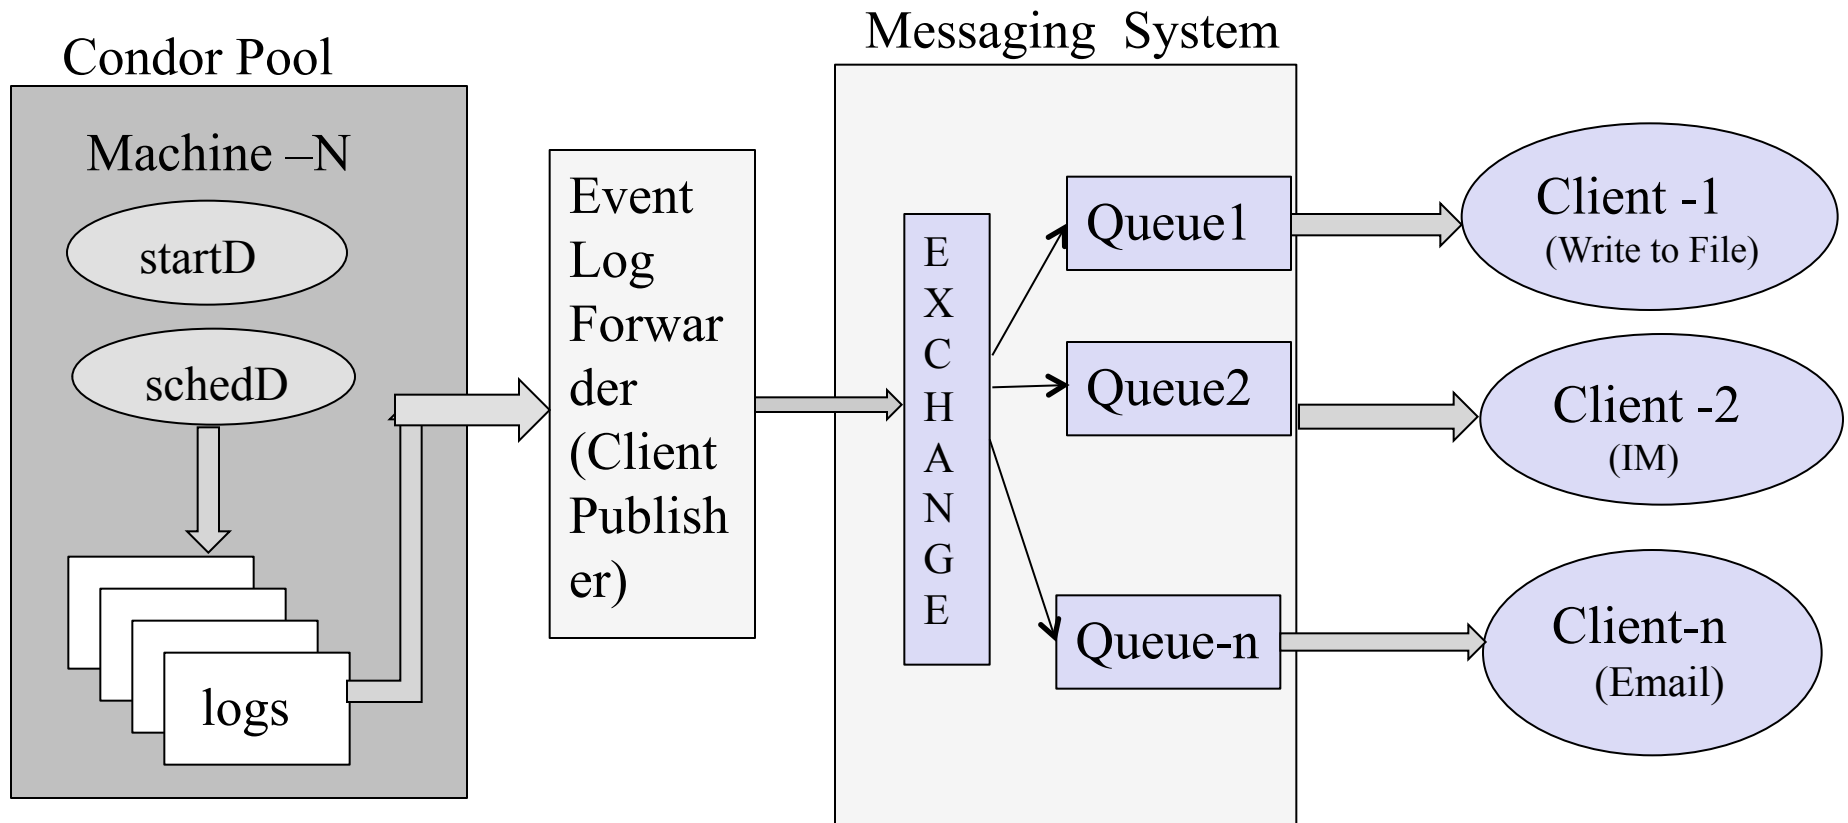 Condor Pool
Machine –N
startD
schedD
logs
Event
Log
Forwar
der
(Client
Publish
er)
Messaging System
E
X
C
H
A
N
G
E
Queue1
Queue2
Queue-n
Client -1
(Write to File)
Client -2
(IM)
Client-n
(Email)